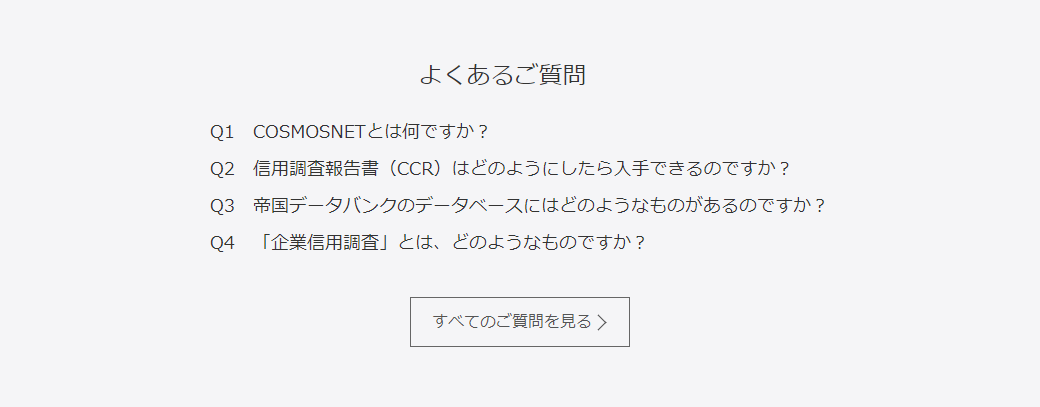 よくあるご質問
Q1 COSMOSNETとは何ですか？
Q2 信用調査報告書（CCR）はどのようにしたら入手できるのですか？
Q3 帝国データバンクのデータベースにはどのようなものがあるのですか？
Q4 「企業信用調査」とは、どのようなものですか？
すべてのご質問を見る